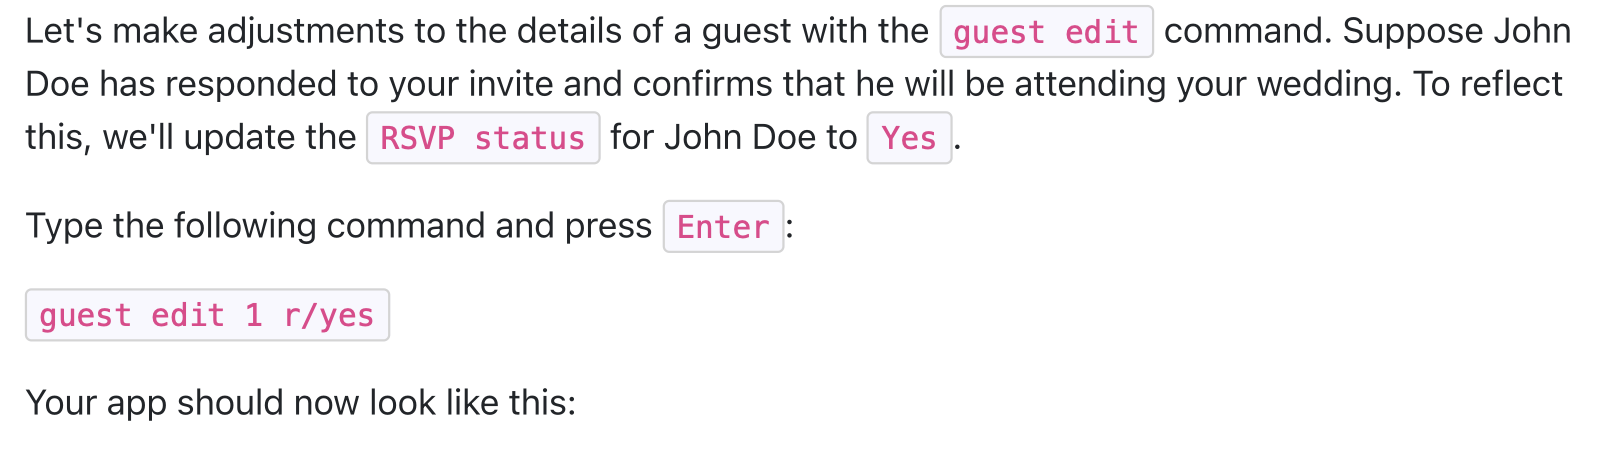 Let's make adjustments to the details of a guest with the guest edit command. Suppose John
Doe has responded to your invite and confirms that he will be attending your wedding. To reflect
this, we'll update the RSVP status for John Doe to Yes.
Type the following command and press Enter:
guest edit 1 r/yes
Your app should now look like this: